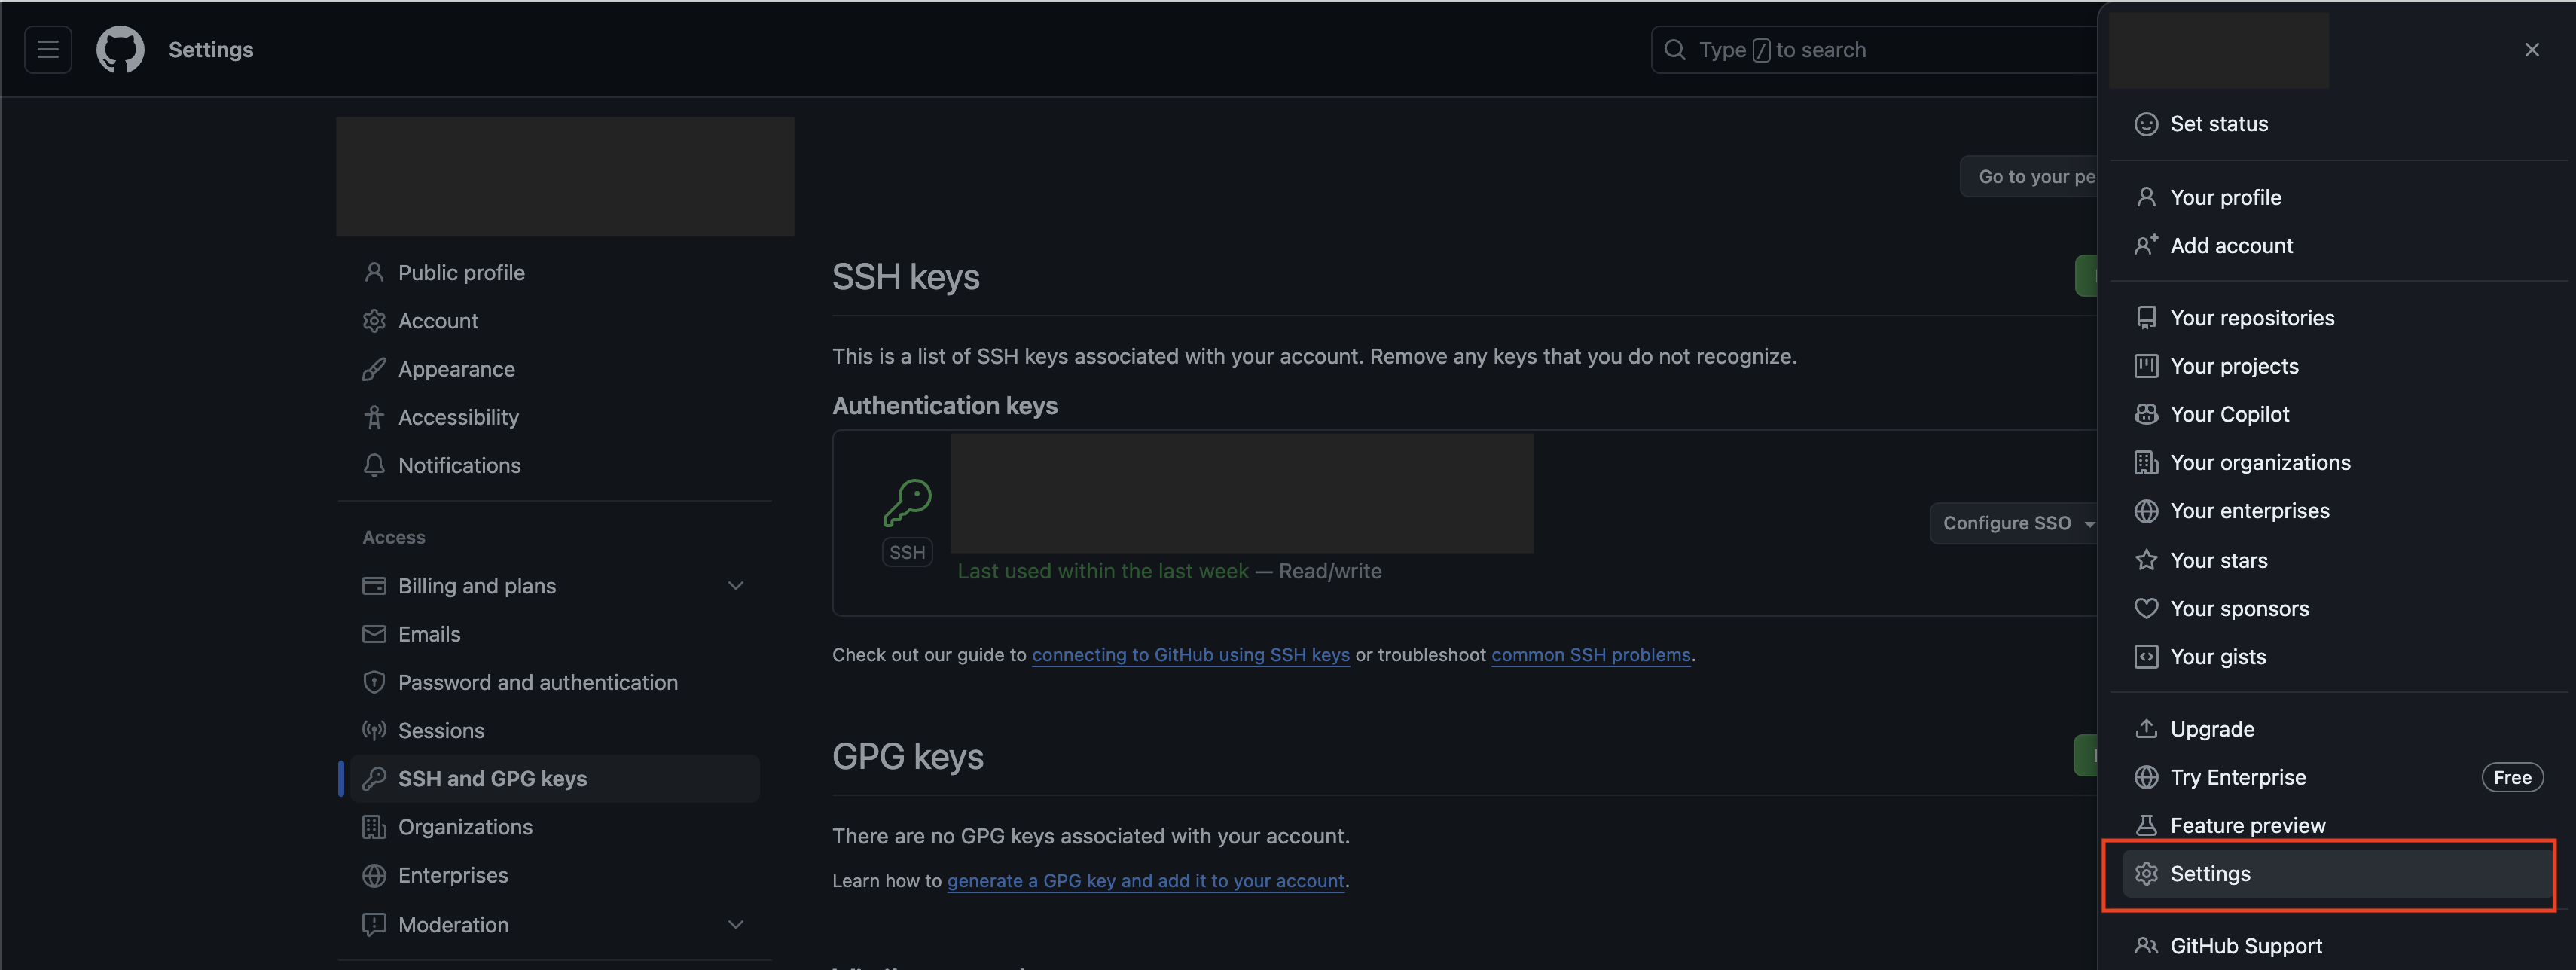 Settings
Type / to search
Go to your pe
Public profile
Account
Appearance
Accessibility
Notifications
Access
Billing and plans
Emails
Password and authentication
Sessions
SSH and GPG keys
Organizations
Enterprises
Moderation
SSH keys
This is a list of SSH keys associated with your account. Remove any keys that you do not recognize.
Authentication keys
SSH
Last used within the last week — Read/write
Configure SSO
Check out our guide to connecting to GitHub using SSH keys or troubleshoot common SSH problems.
GPG keys
There are no GPG keys associated with your account.
Learn how to generate a GPG key and add it to your account.
Set status
Your profile
Add account
Your repositories
Your projects
Your Copilot
Your organizations
Your enterprises
Your stars
Your sponsors
Your gists
Upgrade
Try Enterprise Free
Feature preview
Settings
GitHub Support